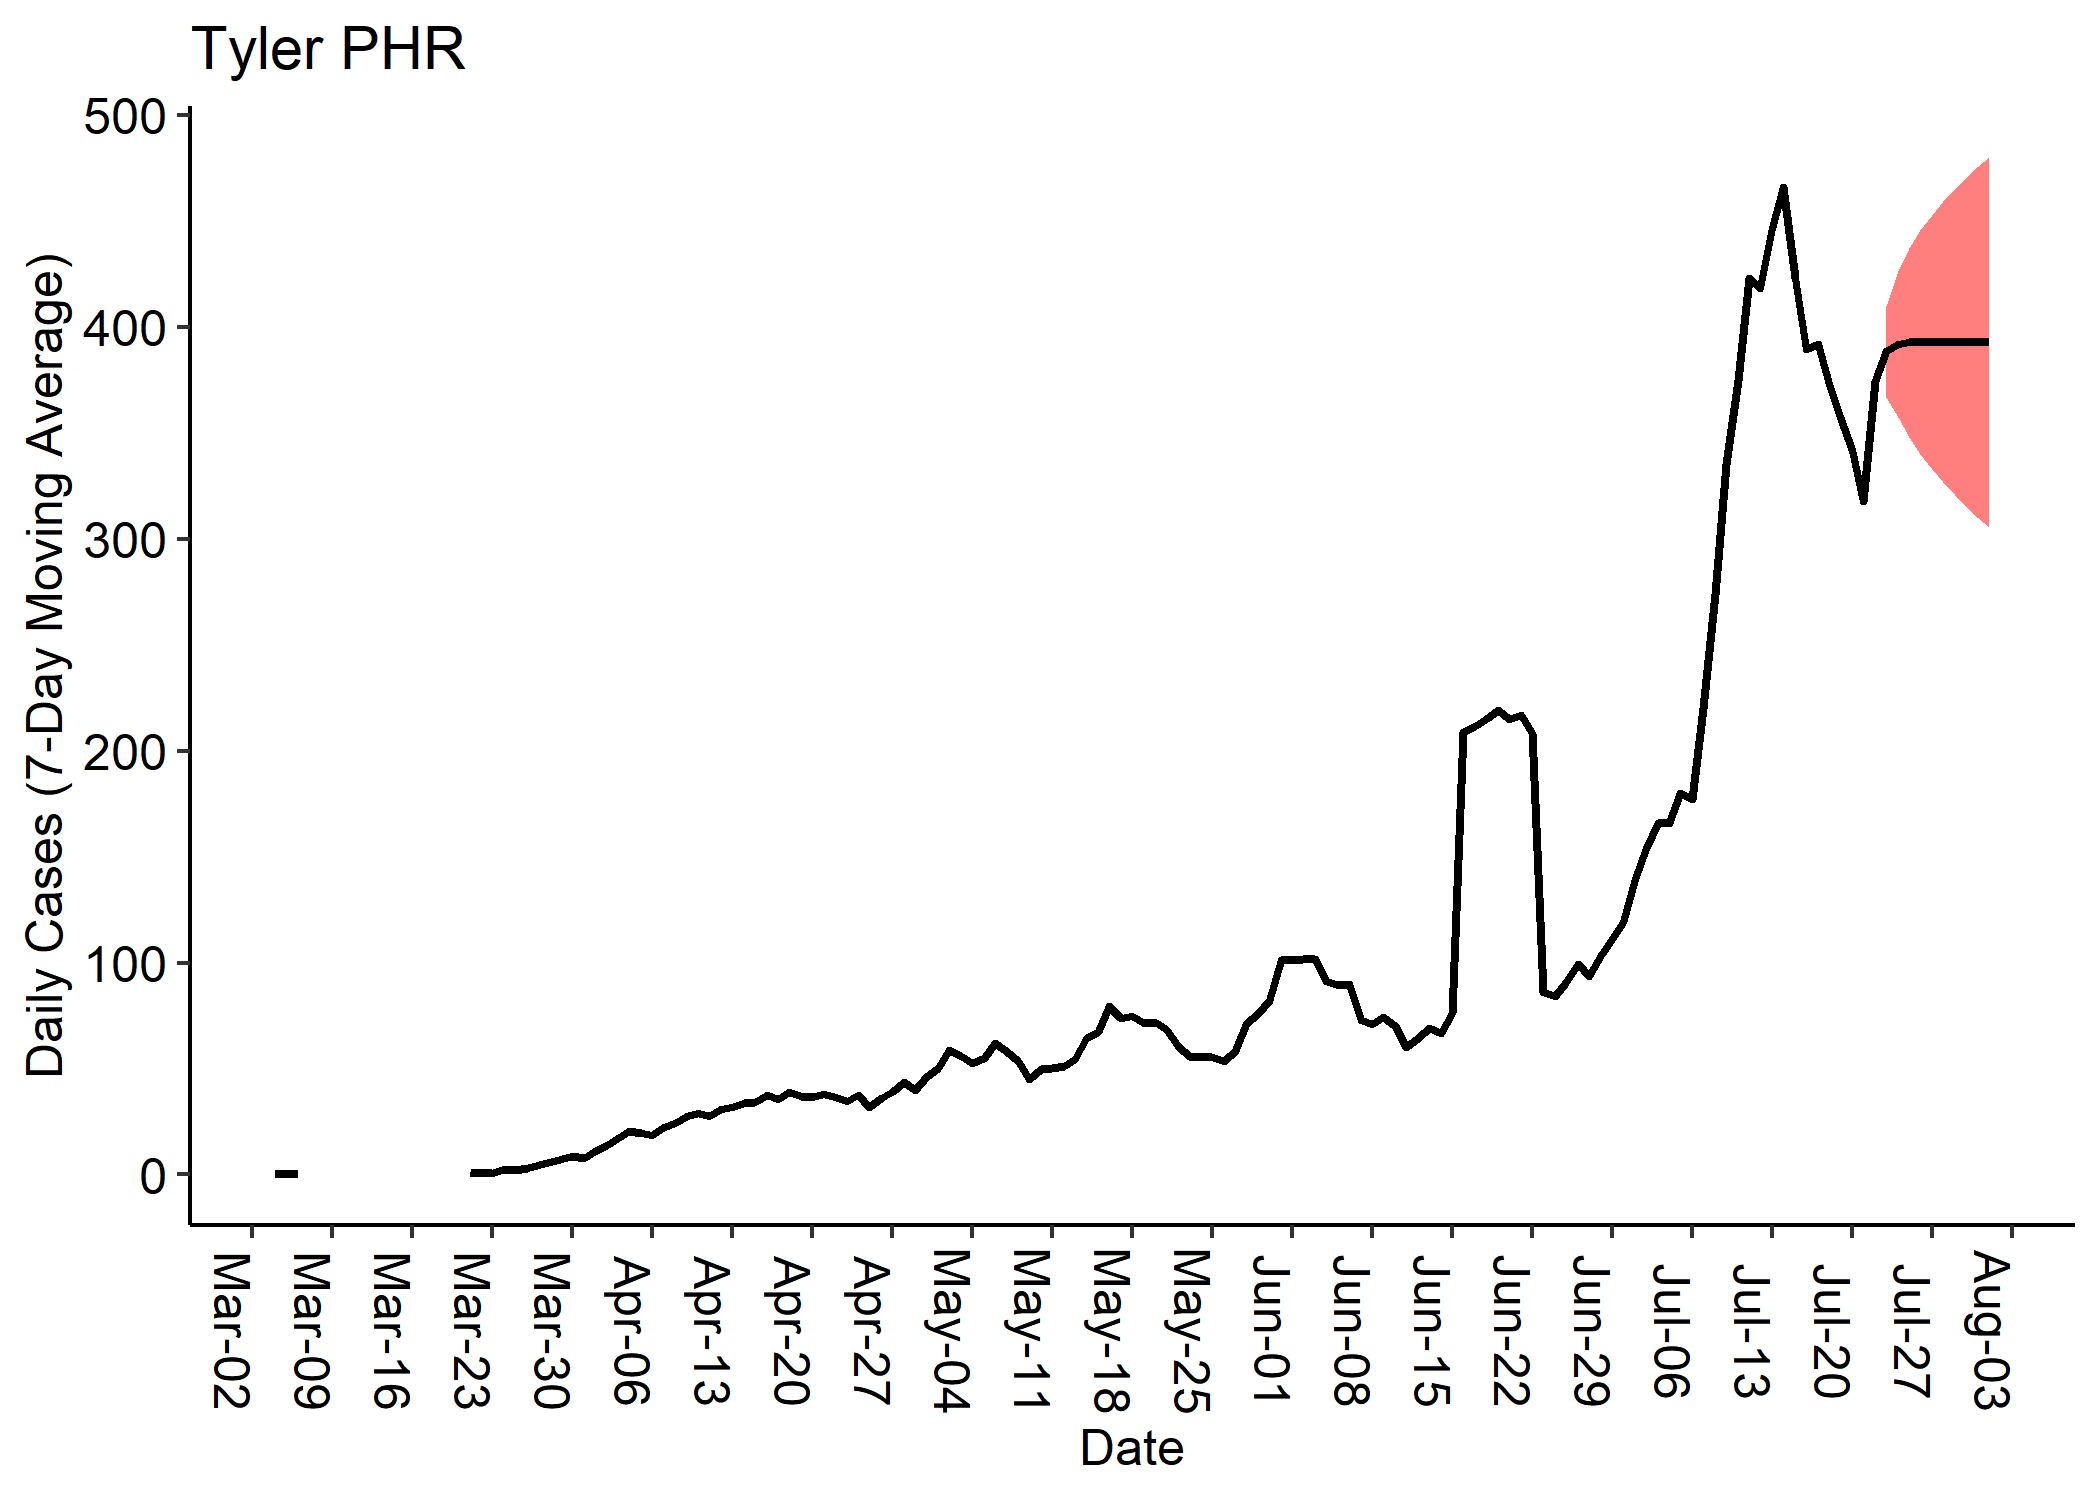 Tyler PHR
500
400
300
200
100
0
Daily Cases (7-Day Moving Average)
Mar-02
Mar-09
Mar-16
Mar-23
Mar-30
Apr-06
Apr-13
Apr-20
Apr-27
May-04
May-11
May-18
May-25
Jun-01
Jun-08
Jun-15
Jun-22
Jun-29
Jul-06
Jul-13
Jul-20
Jul-27
Aug-03
Date